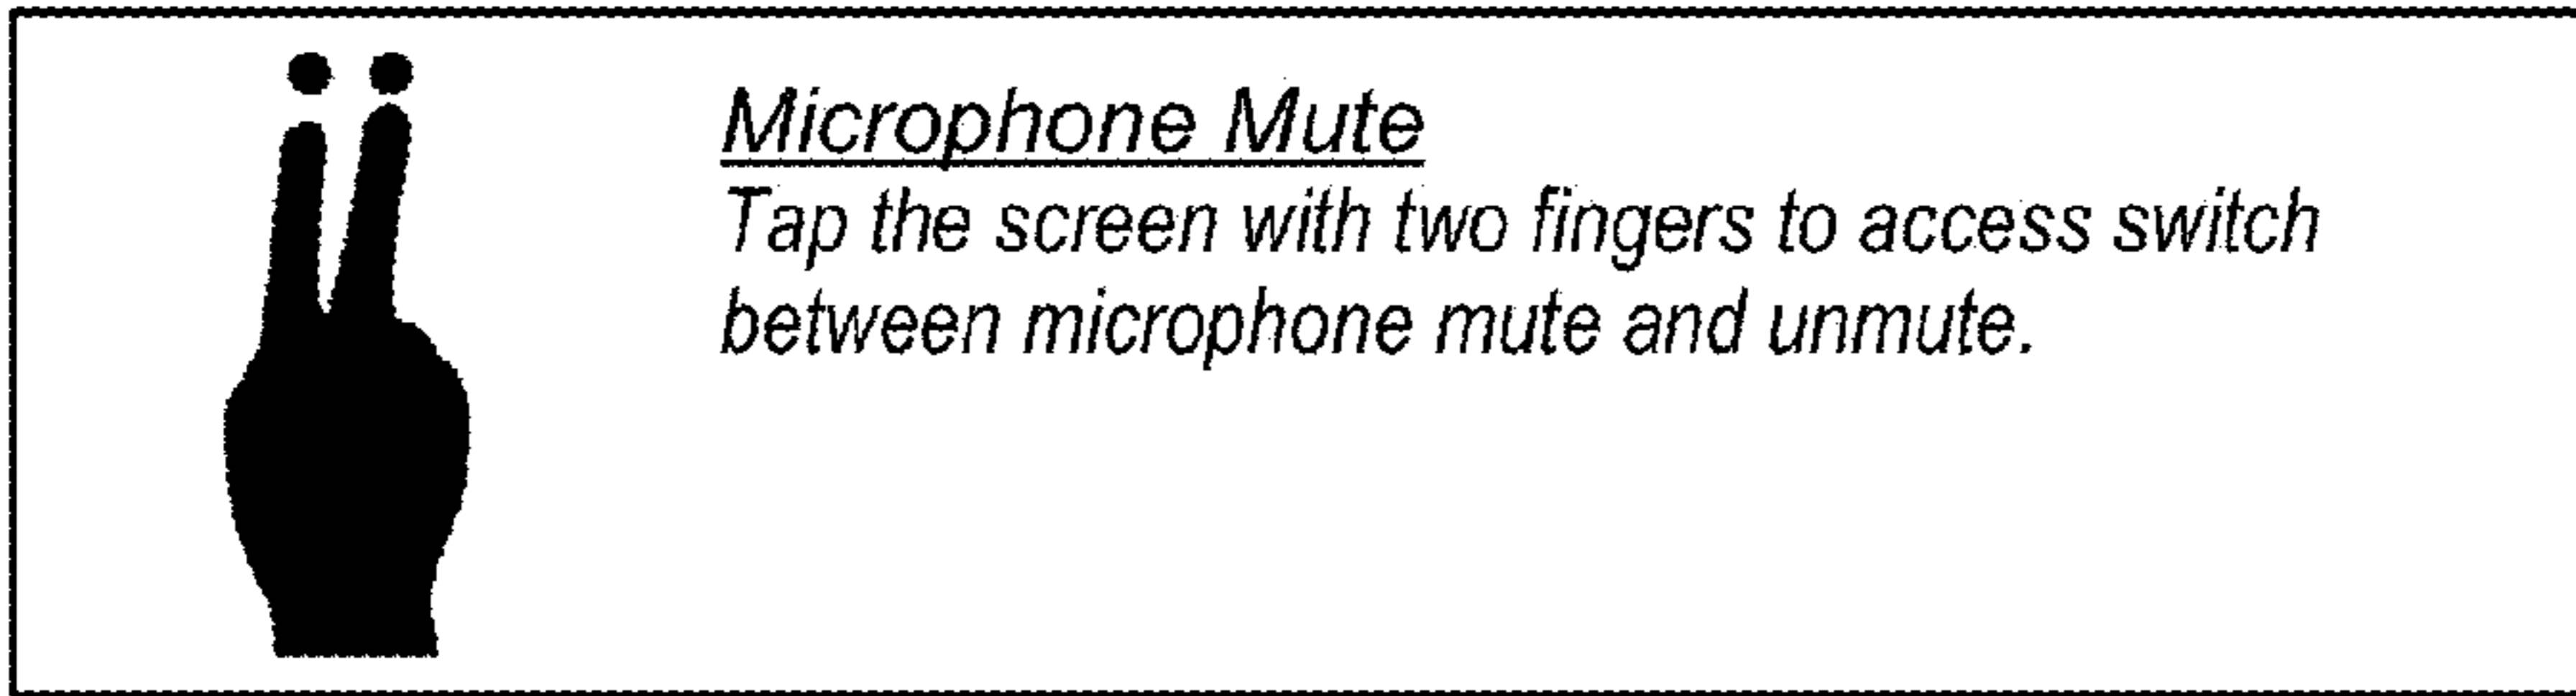 Microphone Mute
Tap the screen with two fingers to access switch
between microphone mute and unmute.